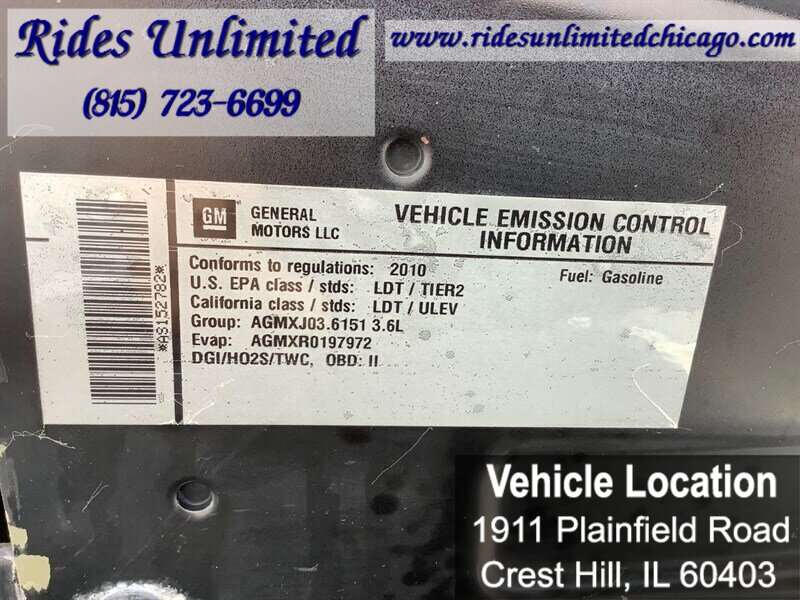 Rides Unlimited
(815) 723-6699
www.ridesunlimitedchicago.com
*AS152782*
GM
GENERAL
MOTORS LLC
VEHICLE EMISSION CONTROL
INFORMATION
Conforms to regulations: 2010
Fuel: Gasoline
U.S. EPA class / stds: LDT / TIER2
California class / stds: LDT / ULEV
Group: AGMXJ03.6151 3.6L
Evap: AGMXR0197972
DGI/HO2S/TWC, OBD: II
Vehicle Location
1911 Plainfield Road
Crest Hill, IL 60403